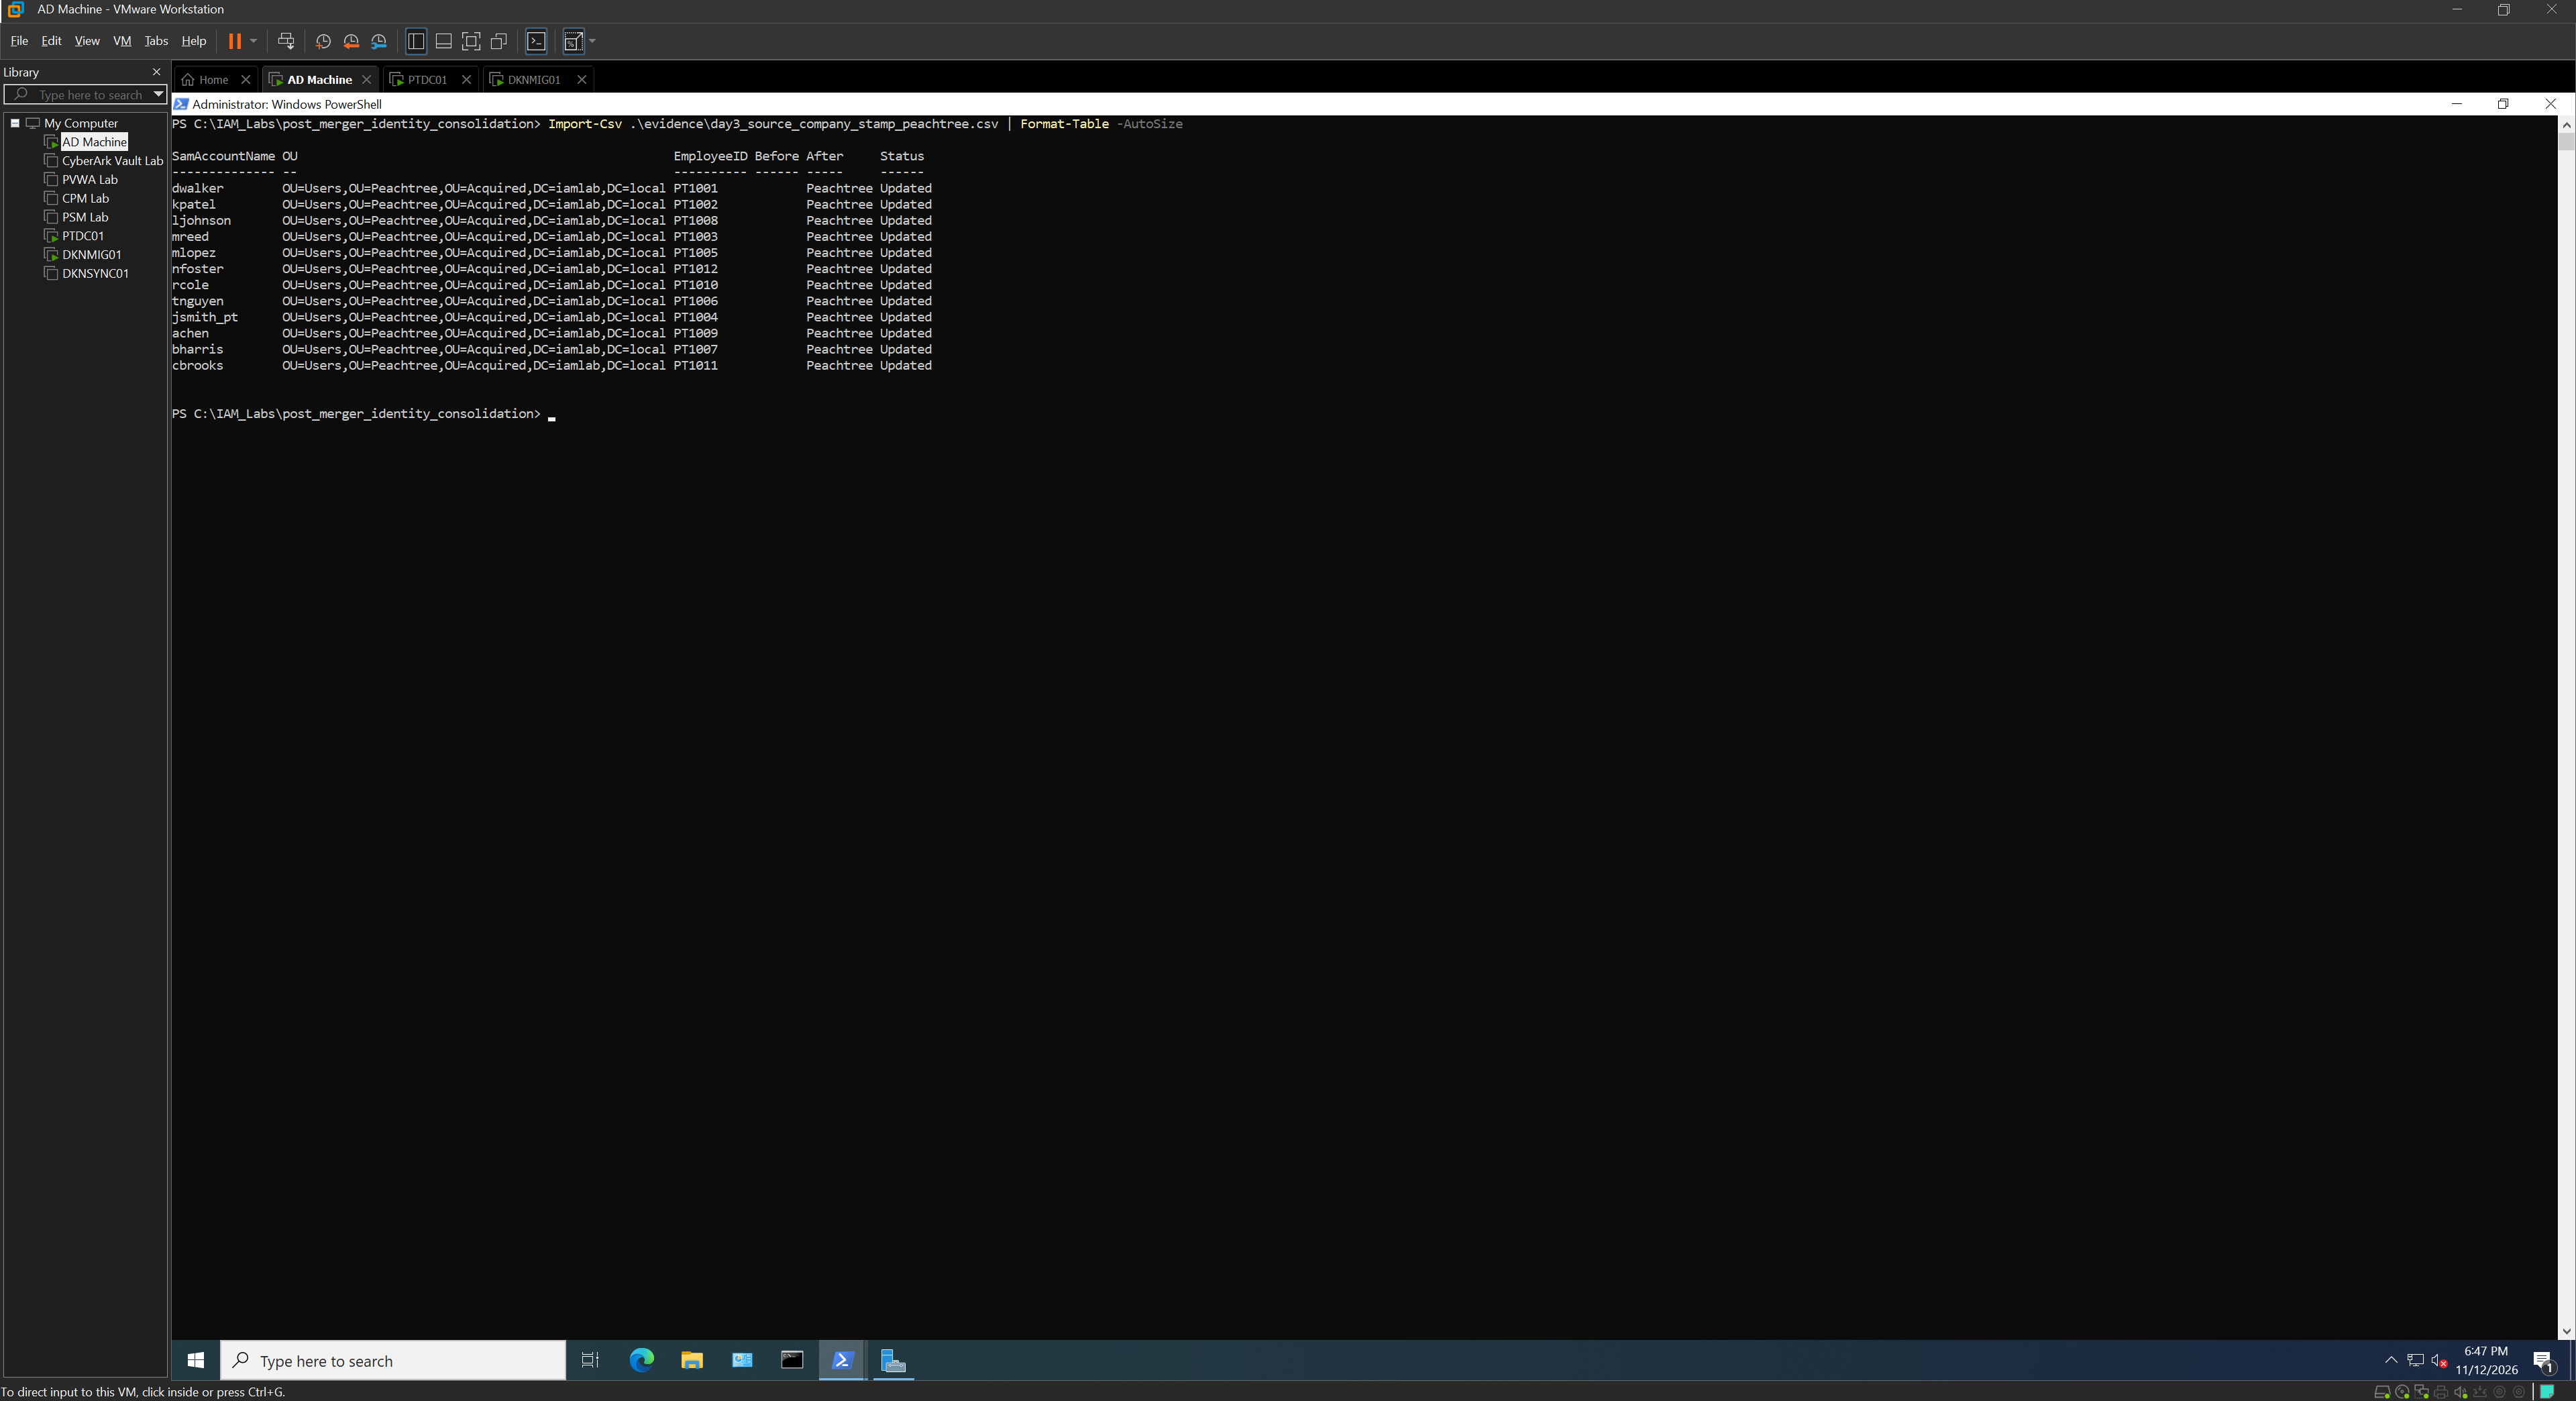 AD Machine - VMware Workstation
File Edit View VM Tabs Help
Library
Type here to search
My Computer
AD Machine
CyberArk Vault Lab
PVWA Lab
CPM Lab
PSM Lab
PTDC01
DKNMIG01
DKNSYNC01
Home AD Machine PTDC01 DKNMIG01
Administrator: Windows PowerShell
PS C:\IAM_Labs\post_merger_identity_consolidation> Import-Csv .\evidence\day3_source_company_stamp_peachtree.csv | Format-Table -AutoSize
SamAccountName OU EmployeeID Before After Status
-------------- -- ---------- ------ ----- ------
dwalker OU=Users,OU=Peachtree,OU=Acquired,DC=iamlab,DC=local PT1001 Peachtree Updated
kpatel OU=Users,OU=Peachtree,OU=Acquired,DC=iamlab,DC=local PT1002 Peachtree Updated
ljohnson OU=Users,OU=Peachtree,OU=Acquired,DC=iamlab,DC=local PT1008 Peachtree Updated
mreed OU=Users,OU=Peachtree,OU=Acquired,DC=iamlab,DC=local PT1003 Peachtree Updated
mlopez OU=Users,OU=Peachtree,OU=Acquired,DC=iamlab,DC=local PT1005 Peachtree Updated
nfoster OU=Users,OU=Peachtree,OU=Acquired,DC=iamlab,DC=local PT1012 Peachtree Updated
rcole OU=Users,OU=Peachtree,OU=Acquired,DC=iamlab,DC=local PT1010 Peachtree Updated
tnguyen OU=Users,OU=Peachtree,OU=Acquired,DC=iamlab,DC=local PT1006 Peachtree Updated
jsmith_pt OU=Users,OU=Peachtree,OU=Acquired,DC=iamlab,DC=local PT1004 Peachtree Updated
achen OU=Users,OU=Peachtree,OU=Acquired,DC=iamlab,DC=local PT1009 Peachtree Updated
bharris OU=Users,OU=Peachtree,OU=Acquired,DC=iamlab,DC=local PT1007 Peachtree Updated
cbrooks OU=Users,OU=Peachtree,OU=Acquired,DC=iamlab,DC=local PT1011 Peachtree Updated
PS C:\IAM_Labs\post_merger_identity_consolidation>
Type here to search
6:47 PM
11/12/2026
1
To direct input to this VM, click inside or press Ctrl+G.